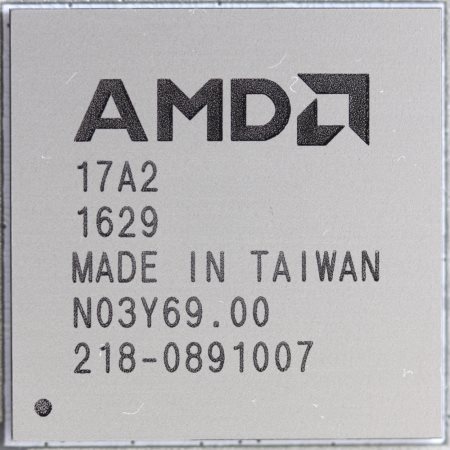 AMD
17A2
1629
MADE IN TAIWAN
N03Y69.00
218-0891007